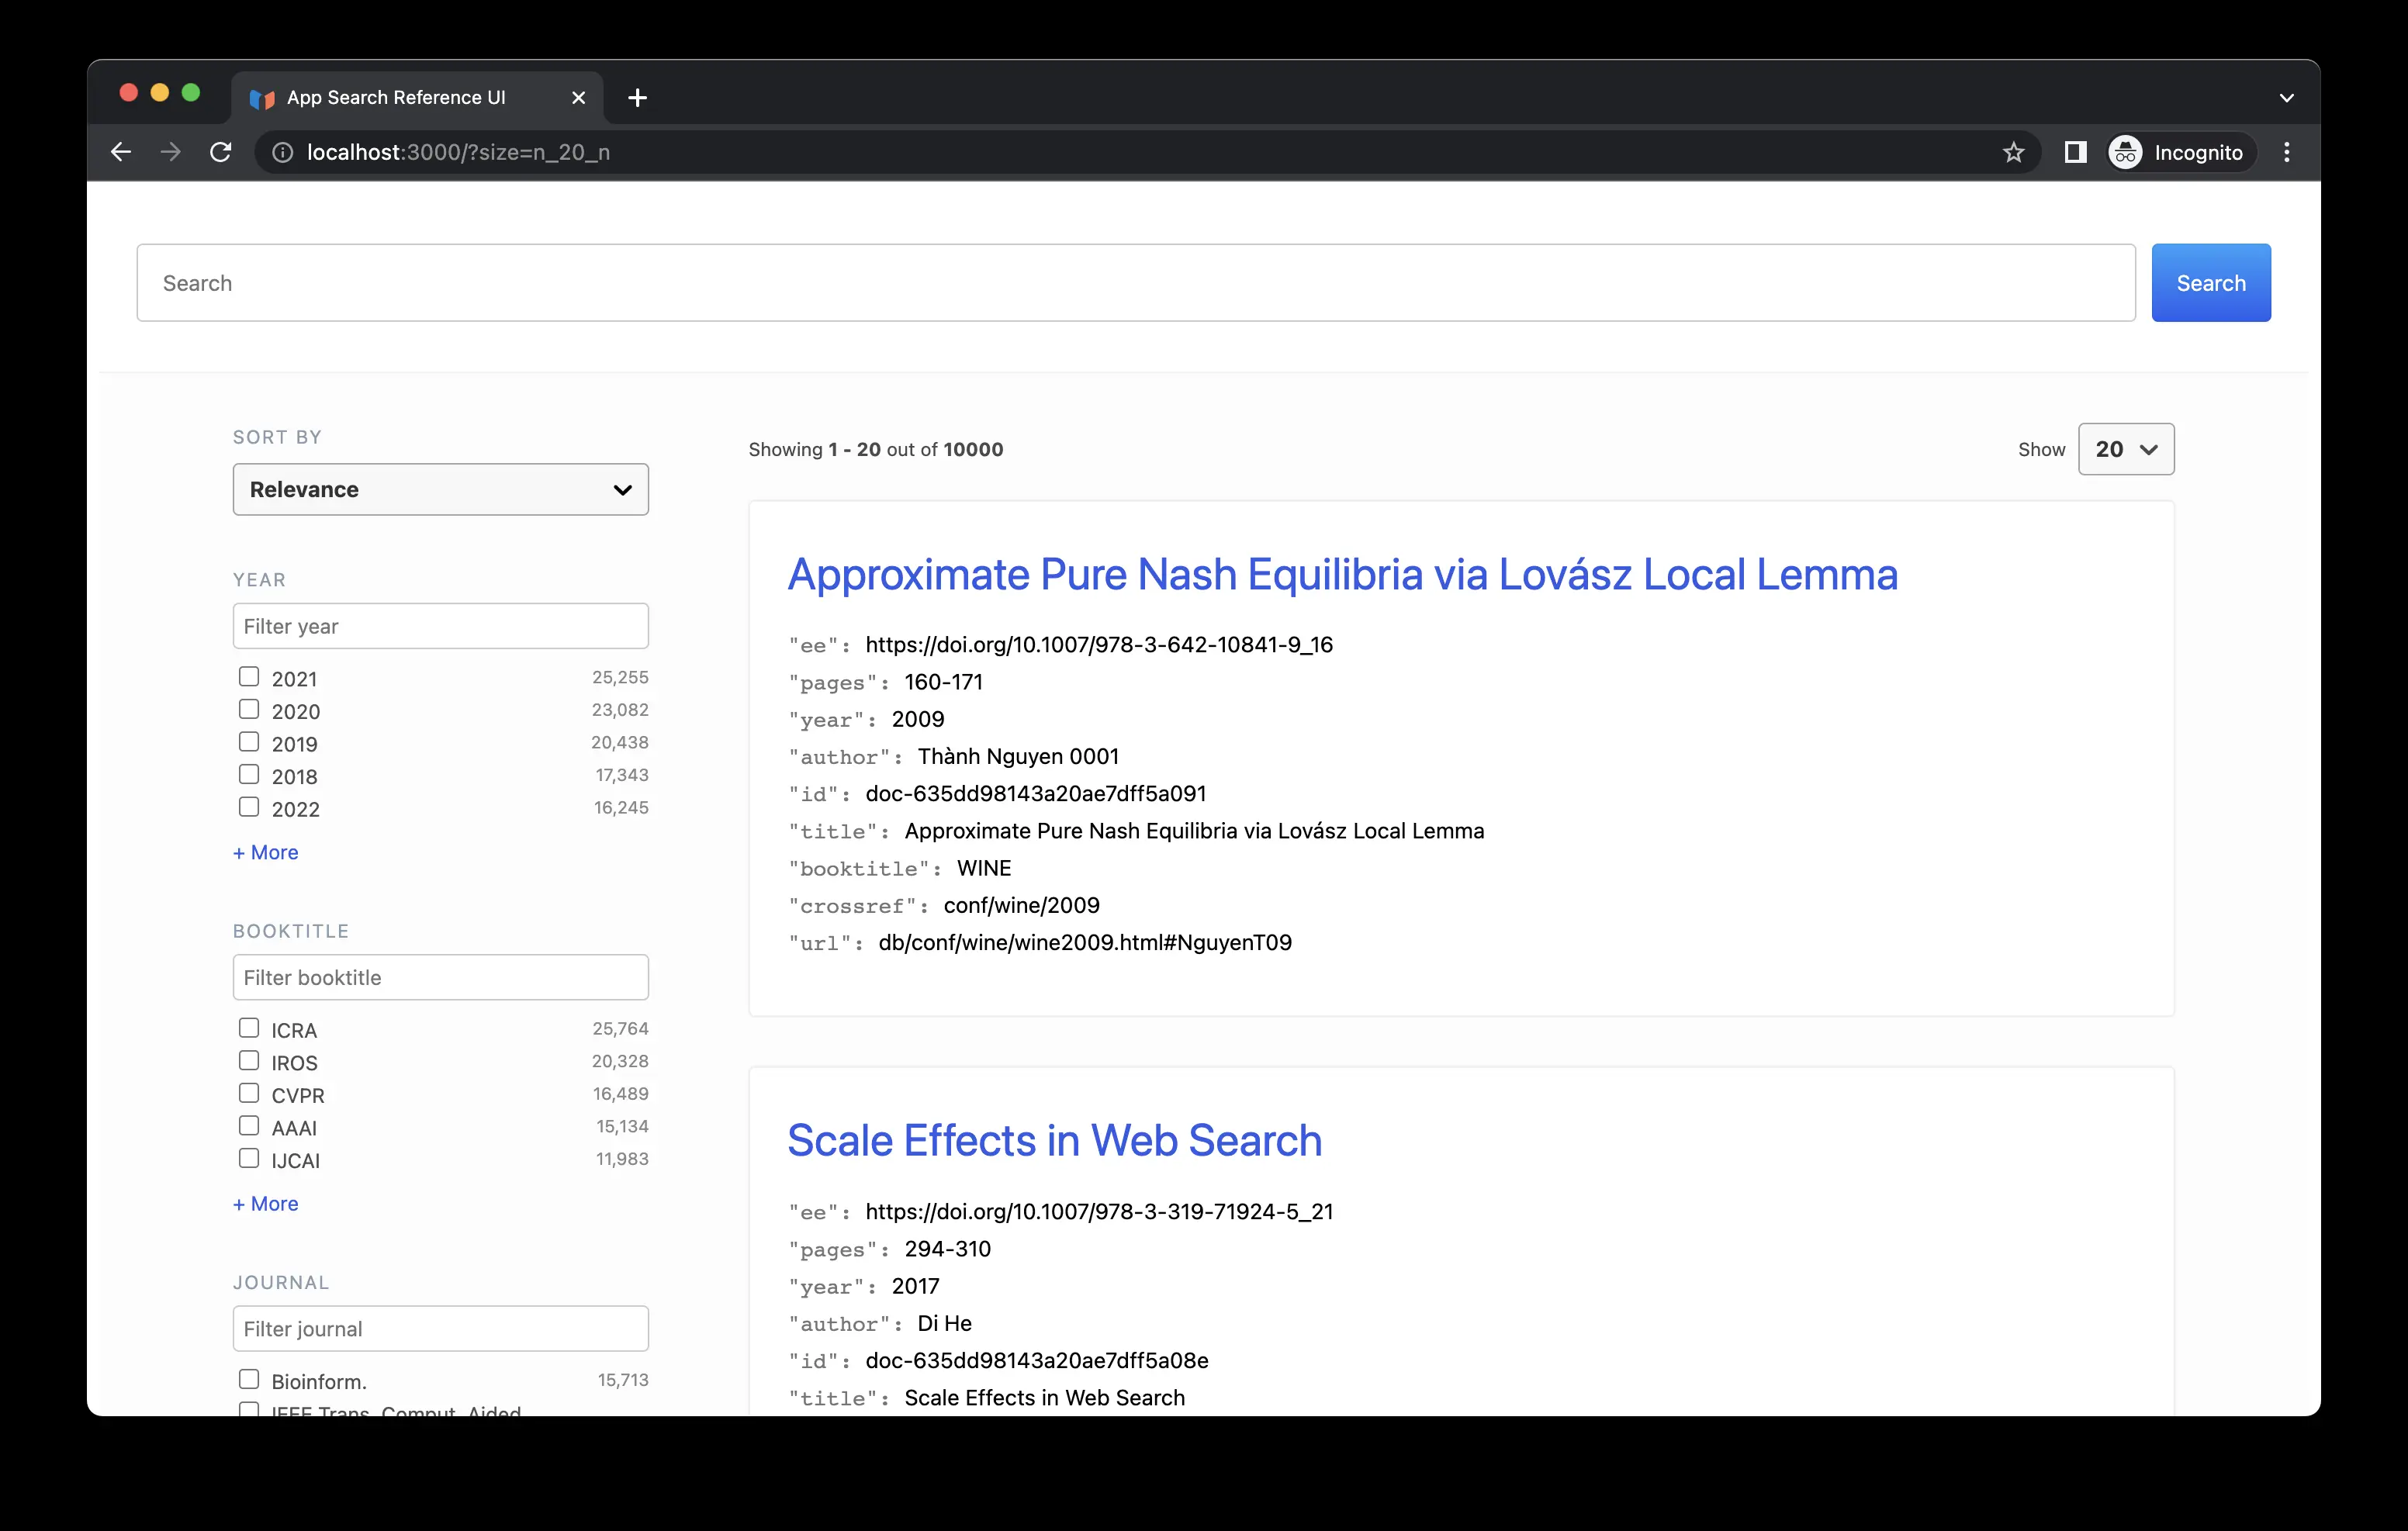 App Search Reference UI
localhost:3000/?size=n_20_n
Incognito
Search
Search
SORT BY
Relevance
YEAR
Filter year
2021 25,255
2020 23,082
2019 20,438
2018 17,343
2022 16,245
+ More
BOOKTITLE
Filter booktitle
ICRA 25,764
IROS 20,328
CVPR 16,489
AAAI 15,134
IJCAI 11,983
+ More
JOURNAL
Filter journal
Bioinform. 15,713
IEEE Trans. Comput. Aided
Showing 1 - 20 out of 10000
Show 20
Approximate Pure Nash Equilibria via Lovász Local Lemma
"ee": https://doi.org/10.1007/978-3-642-10841-9_16
"pages": 160-171
"year": 2009
"author": Thành Nguyen 0001
"id": doc-635dd98143a20ae7dff5a091
"title": Approximate Pure Nash Equilibria via Lovász Local Lemma
"booktitle": WINE
"crossref": conf/wine/2009
"url": db/conf/wine/wine2009.html#NguyenT09
Scale Effects in Web Search
"ee": https://doi.org/10.1007/978-3-319-71924-5_21
"pages": 294-310
"year": 2017
"author": Di He
"id": doc-635dd98143a20ae7dff5a08e
"title": Scale Effects in Web Search